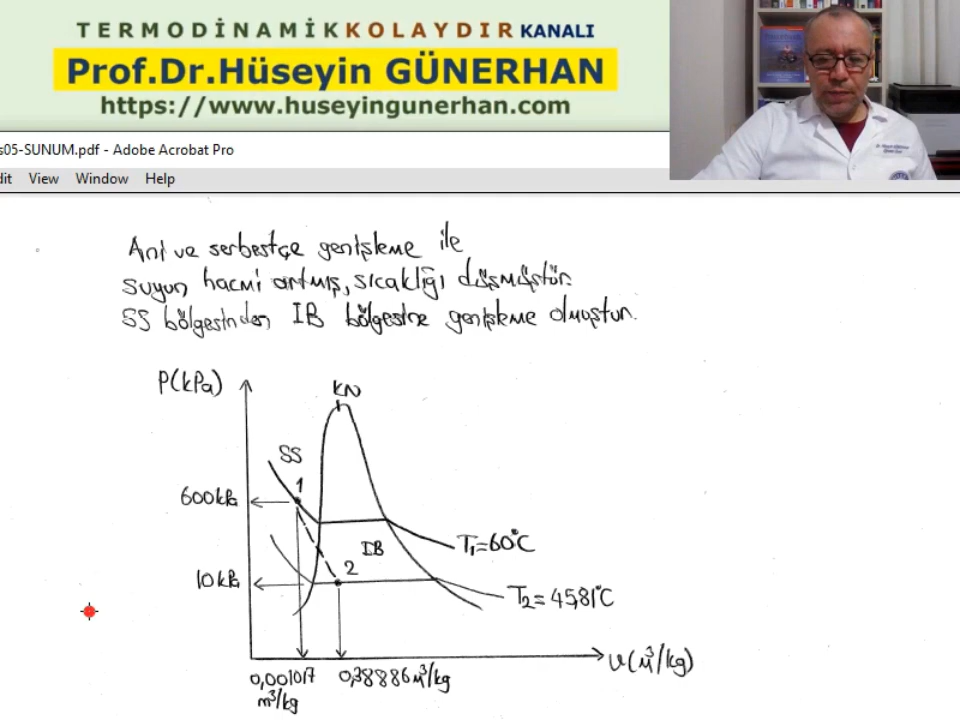 TERMODİNAMİKKOLAYDIR KANALI
Prof.Dr.Hüseyin GÜNERHAN
https://www.huseyingunerhan.com
s05-SUNUM.pdf - Adobe Acrobat Pro
dit View Window Help
Ani ve serbestçe genişleme ile
suyun hacmi artmış, sıcaklığı düşmüştür.
SS bölgesinden IB bölgesine genişleme olmuştur.
P(kPa)
KN
SS
1
600kPa
T₁=60°C
IB
2
10kPa
T₂=45,81°C
v(m³/kg)
0,001017
m³/kg
0,38886m³/kg